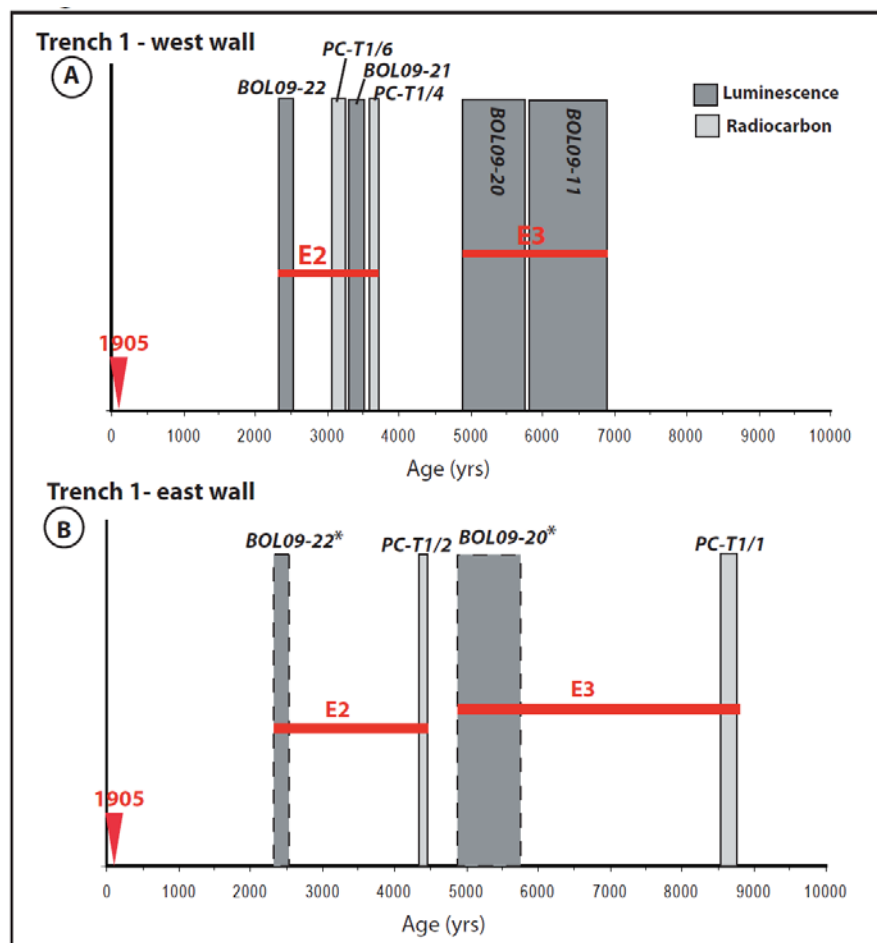 Trench 1 - west wall
A
PC-T1/6
BOL09-21
BOL09-22
PC-T1/4
Luminescence
Radiocarbon
BOL09-20
BOL09-11
E2
E3
1905
0 1000 2000 3000 4000 5000 6000 7000 8000 9000 10000
Age (yrs)
Trench 1- east wall
B
BOL09-22*
PC-T1/2
BOL09-20*
PC-T1/1
E2
E3
1905
0 1000 2000 3000 4000 5000 6000 7000 8000 9000 10000
Age (yrs)